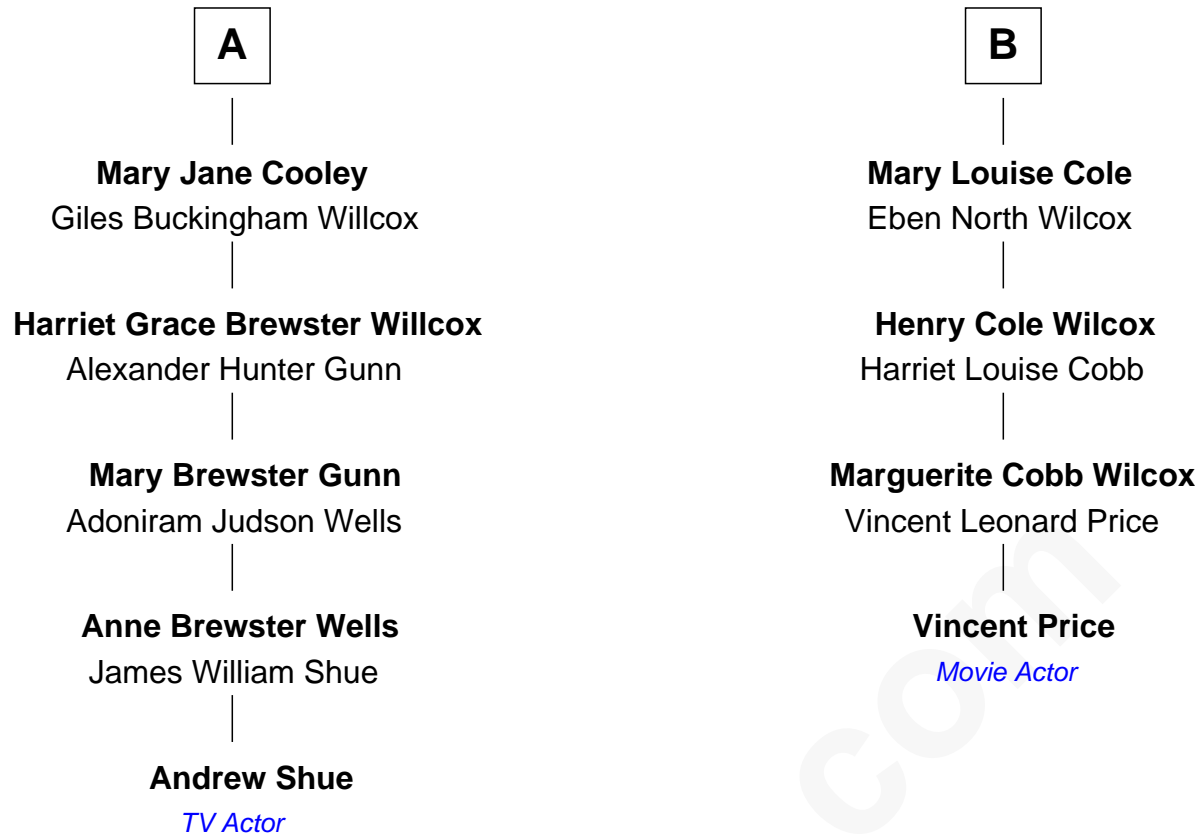 A
Mary Jane Cooley
Giles Buckingham Willcox
Harriet Grace Brewster Willcox
Alexander Hunter Gunn
Mary Brewster Gunn
Adoniram Judson Wells
Anne Brewster Wells
James William Shue
Andrew Shue
TV Actor
B
Mary Louise Cole
Eben North Wilcox
Henry Cole Wilcox
Harriet Louise Cobb
Marguerite Cobb Wilcox
Vincent Leonard Price
Vincent Price
Movie Actor
com